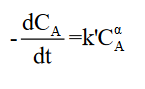 - dC_A/dt = k'C_A^α